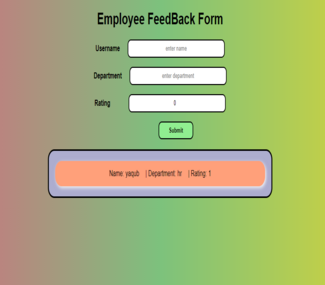 Employee FeedBack Form
Username enter name
Department enter department
Rating 0
Submit
Name: yaqub | Department: hr | Rating: 1